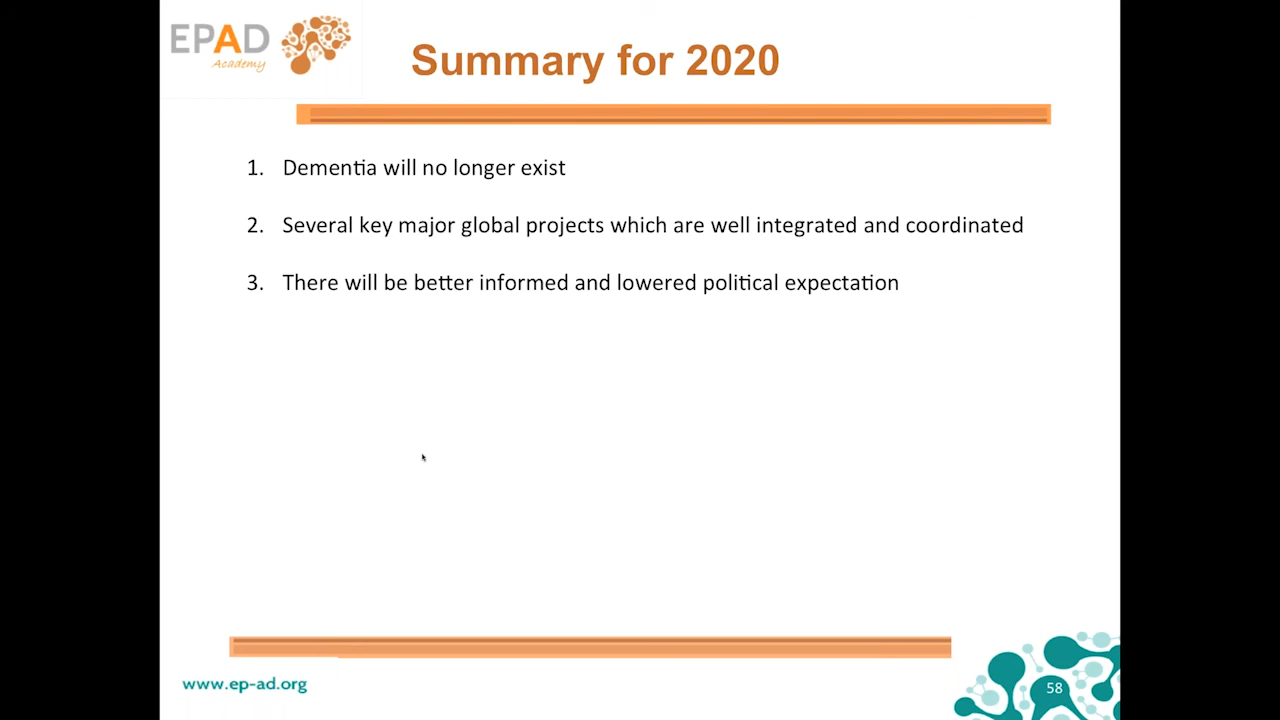 EPAD
Academy
Summary for 2020
1. Dementia will no longer exist
2. Several key major global projects which are well integrated and coordinated
3. There will be better informed and lowered political expectation
www.ep-ad.org
58